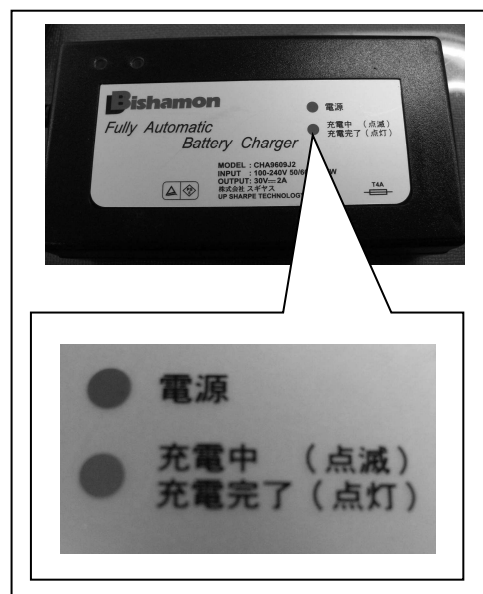 Bishamon
Fully Automatic
Battery Charger
電源
充電中 （点滅）
充電完了（点灯）
MODEL : CHA9609J2
INPUT : 100-240V 50/60
OUTPUT: 30V⎓2A
株式会社 スギヤス
UP SHARPE TECHNOLOGY
T4A
電源
充電中 （点滅）
充電完了（点灯）